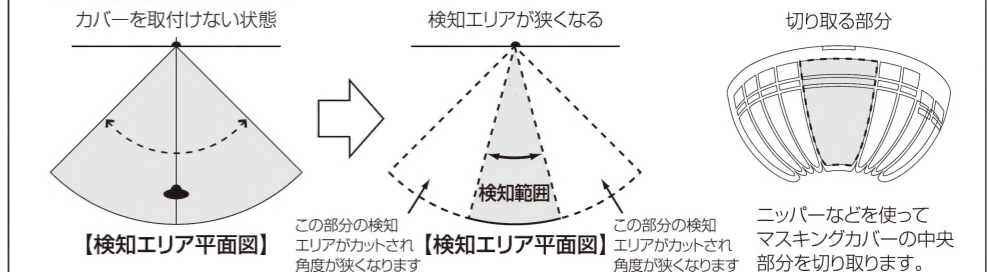 カバーを取付けない状態
検知エリアが狭くなる
切り取る部分
検知範囲
【検知エリア平面図】
この部分の検知
エリアがカットされ
角度が狭くなります
【検知エリア平面図】
この部分の検知
エリアがカットされ
角度が狭くなります
ニッパーなどを使って
マスキングカバーの中央
部分を切り取ります。